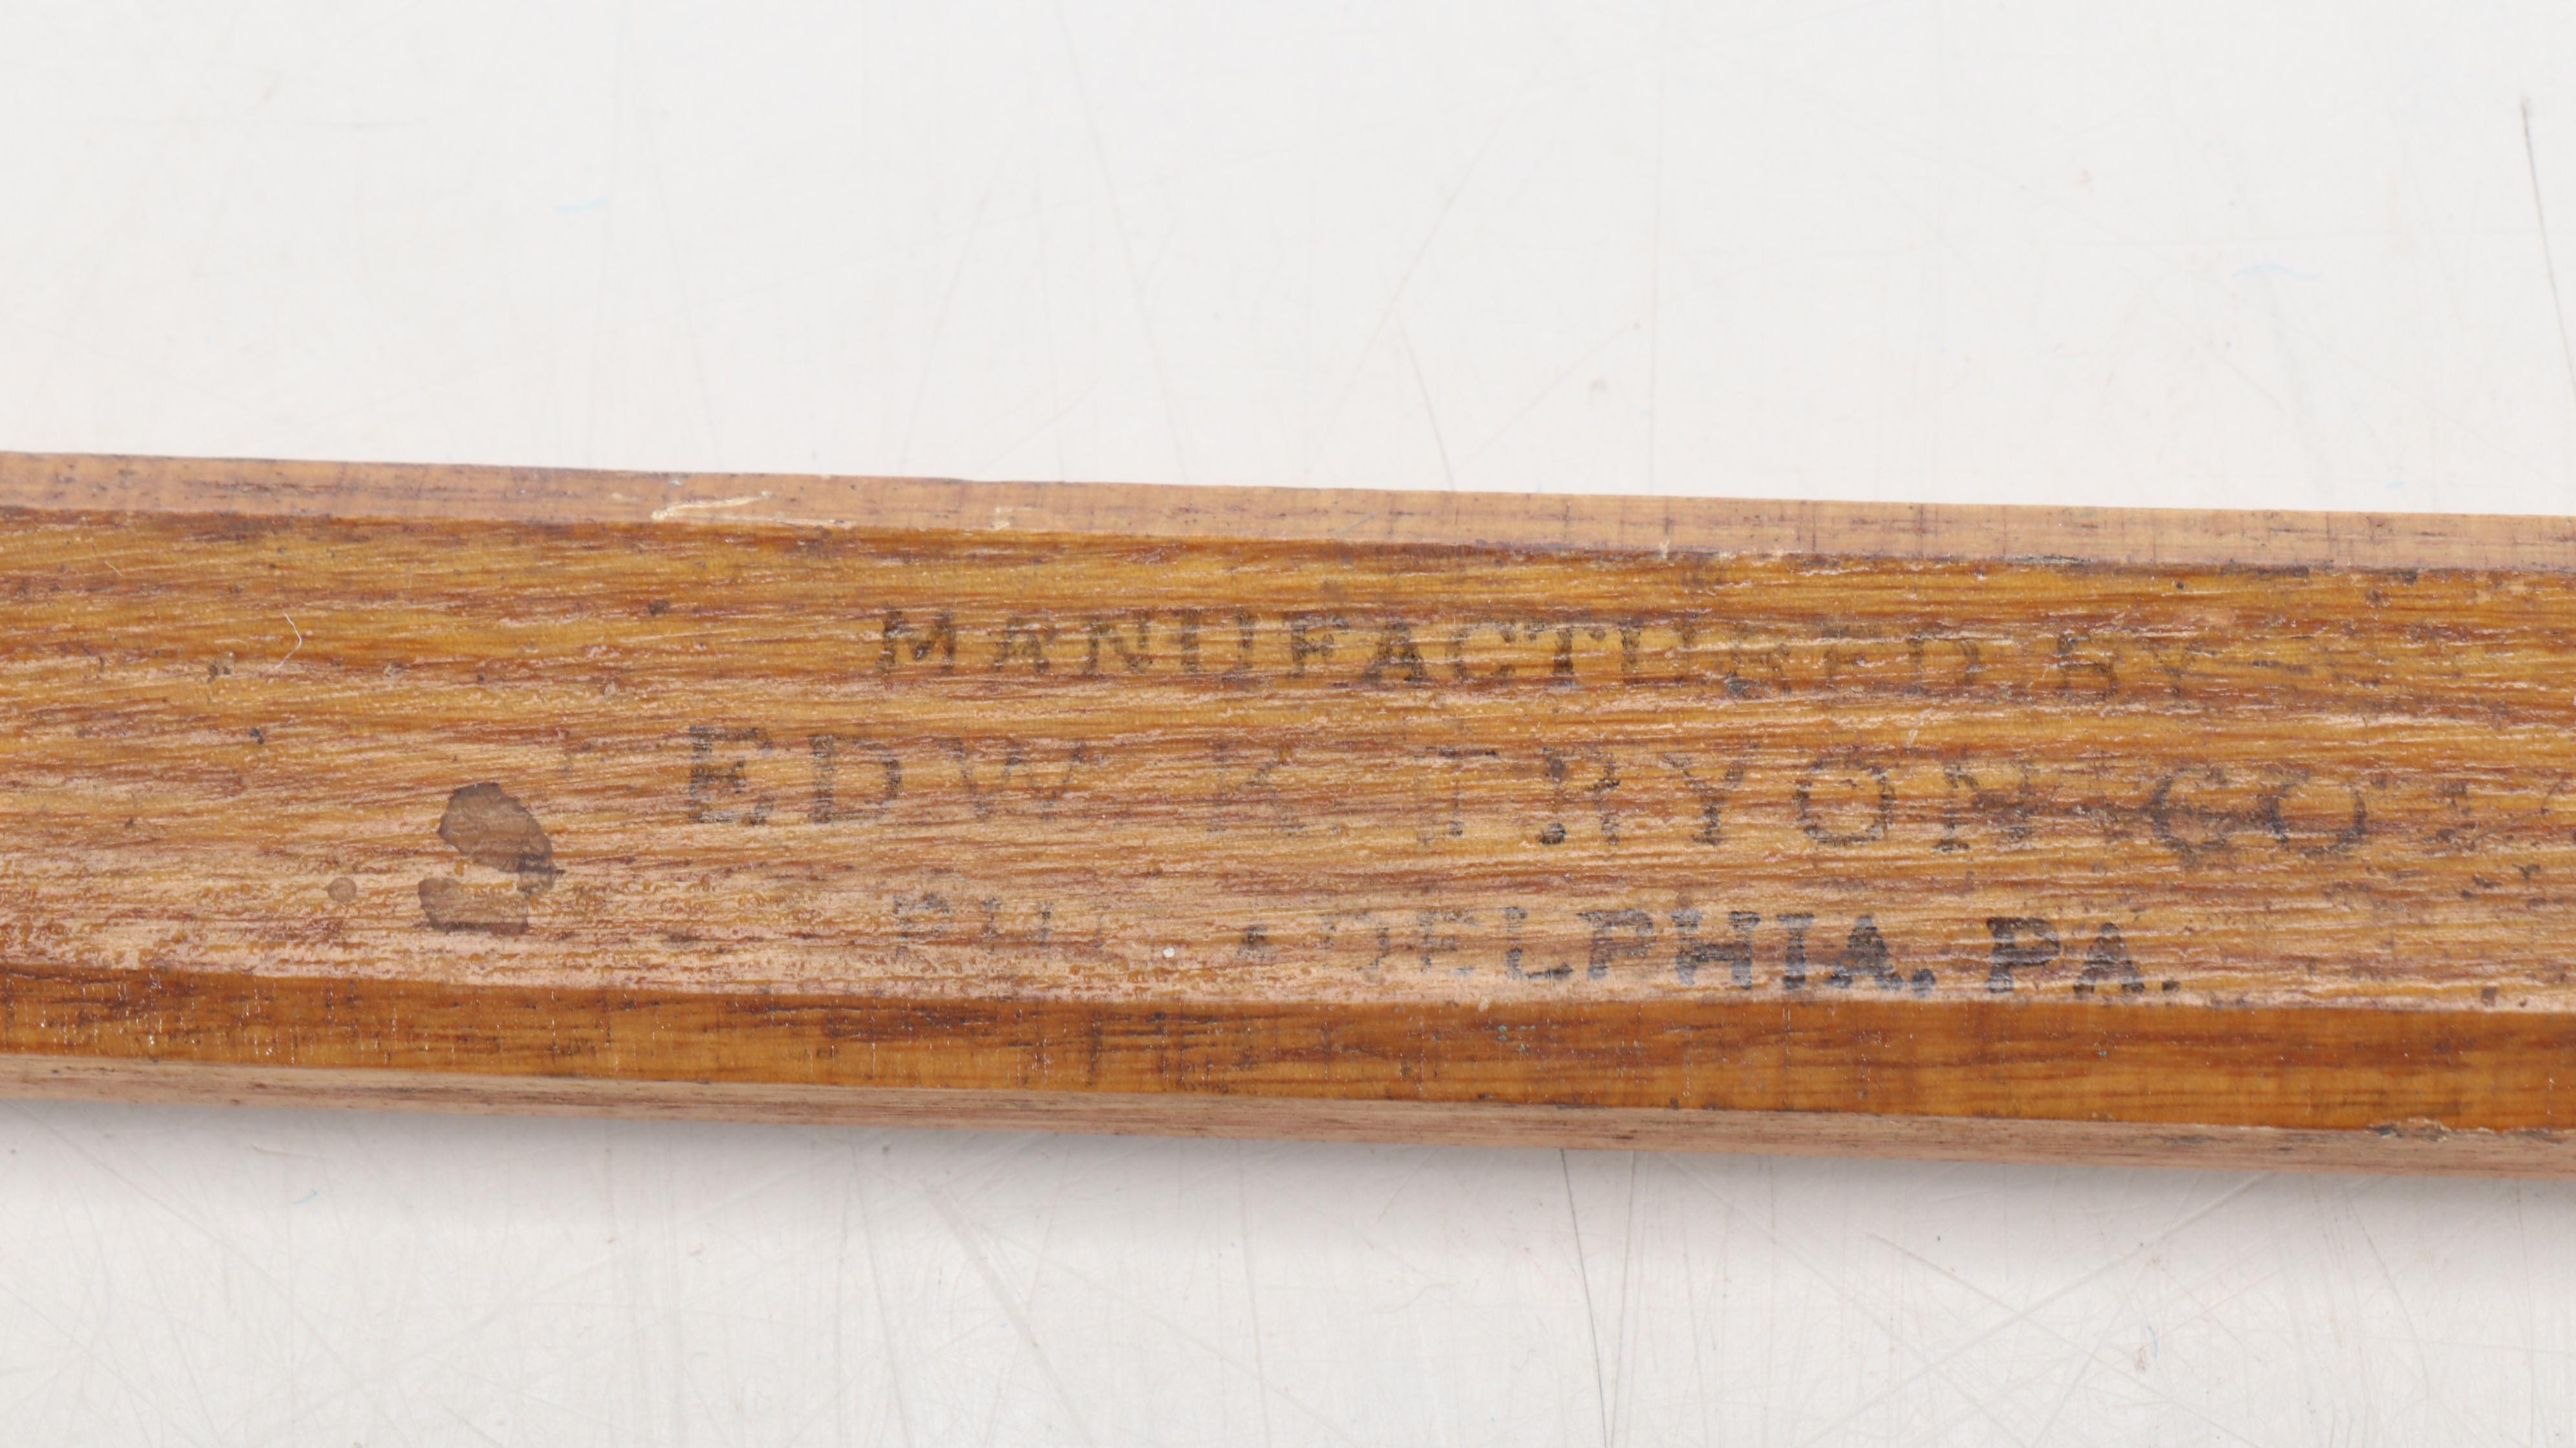 MANUFACTURED BY
EDW K. TRYON CO.
PHILADELPHIA, PA.